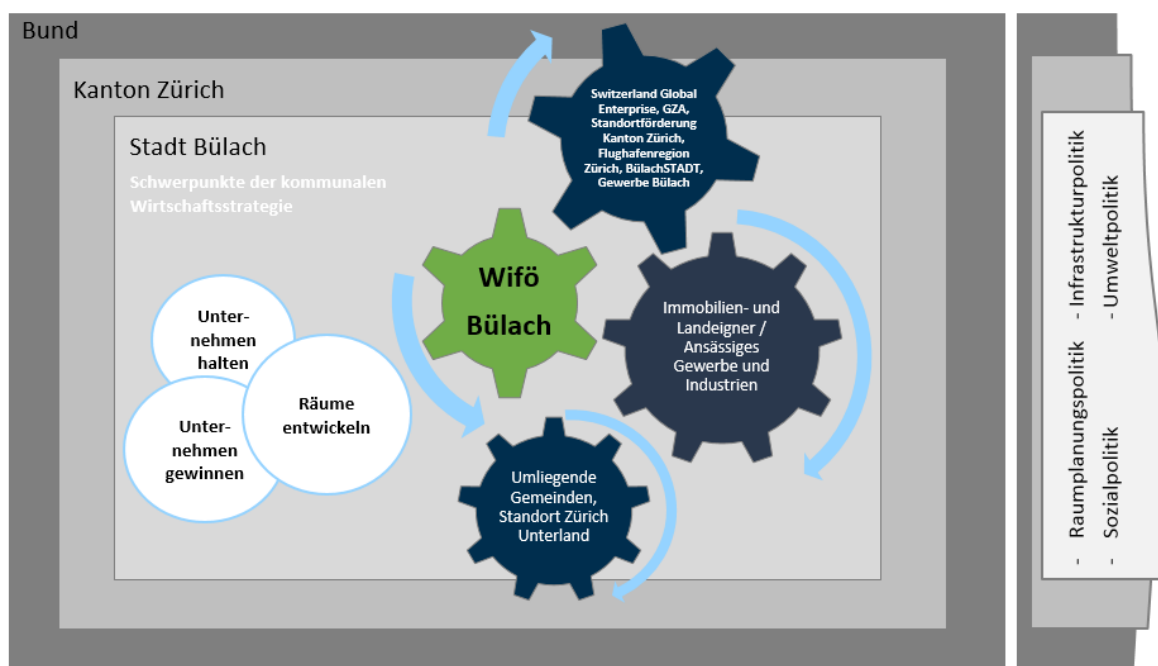 Bund
Kanton Zürich
Stadt Bülach
Schwerpunkte der kommunalen
Wirtschaftsstrategie
Unter-
nehmen
halten
Räume
entwickeln
Unter-
nehmen
gewinnen
Switzerland Global
Enterprise, GZA,
Standortförderung
Kanton Zürich,
Flughafenregion
Zürich, BülachSTADT,
Gewerbe Bülach
Wifö
Bülach
Immobilien- und
Landeigner /
Ansässiges
Gewerbe und
Industrien
Umliegende
Gemeinden,
Standort Zürich
Unterland
- Raumplanungspolitik - Infrastrukturpolitik
- Sozialpolitik - Umweltpolitik